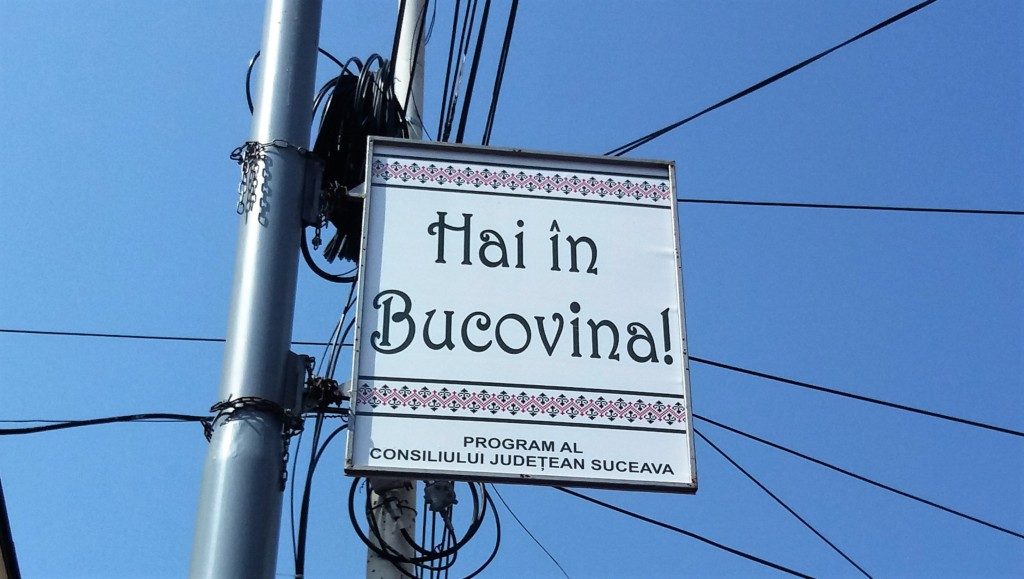 Hai în
Bucovina!
PROGRAM AL
CONSILIULUI JUDEȚEAN SUCEAVA